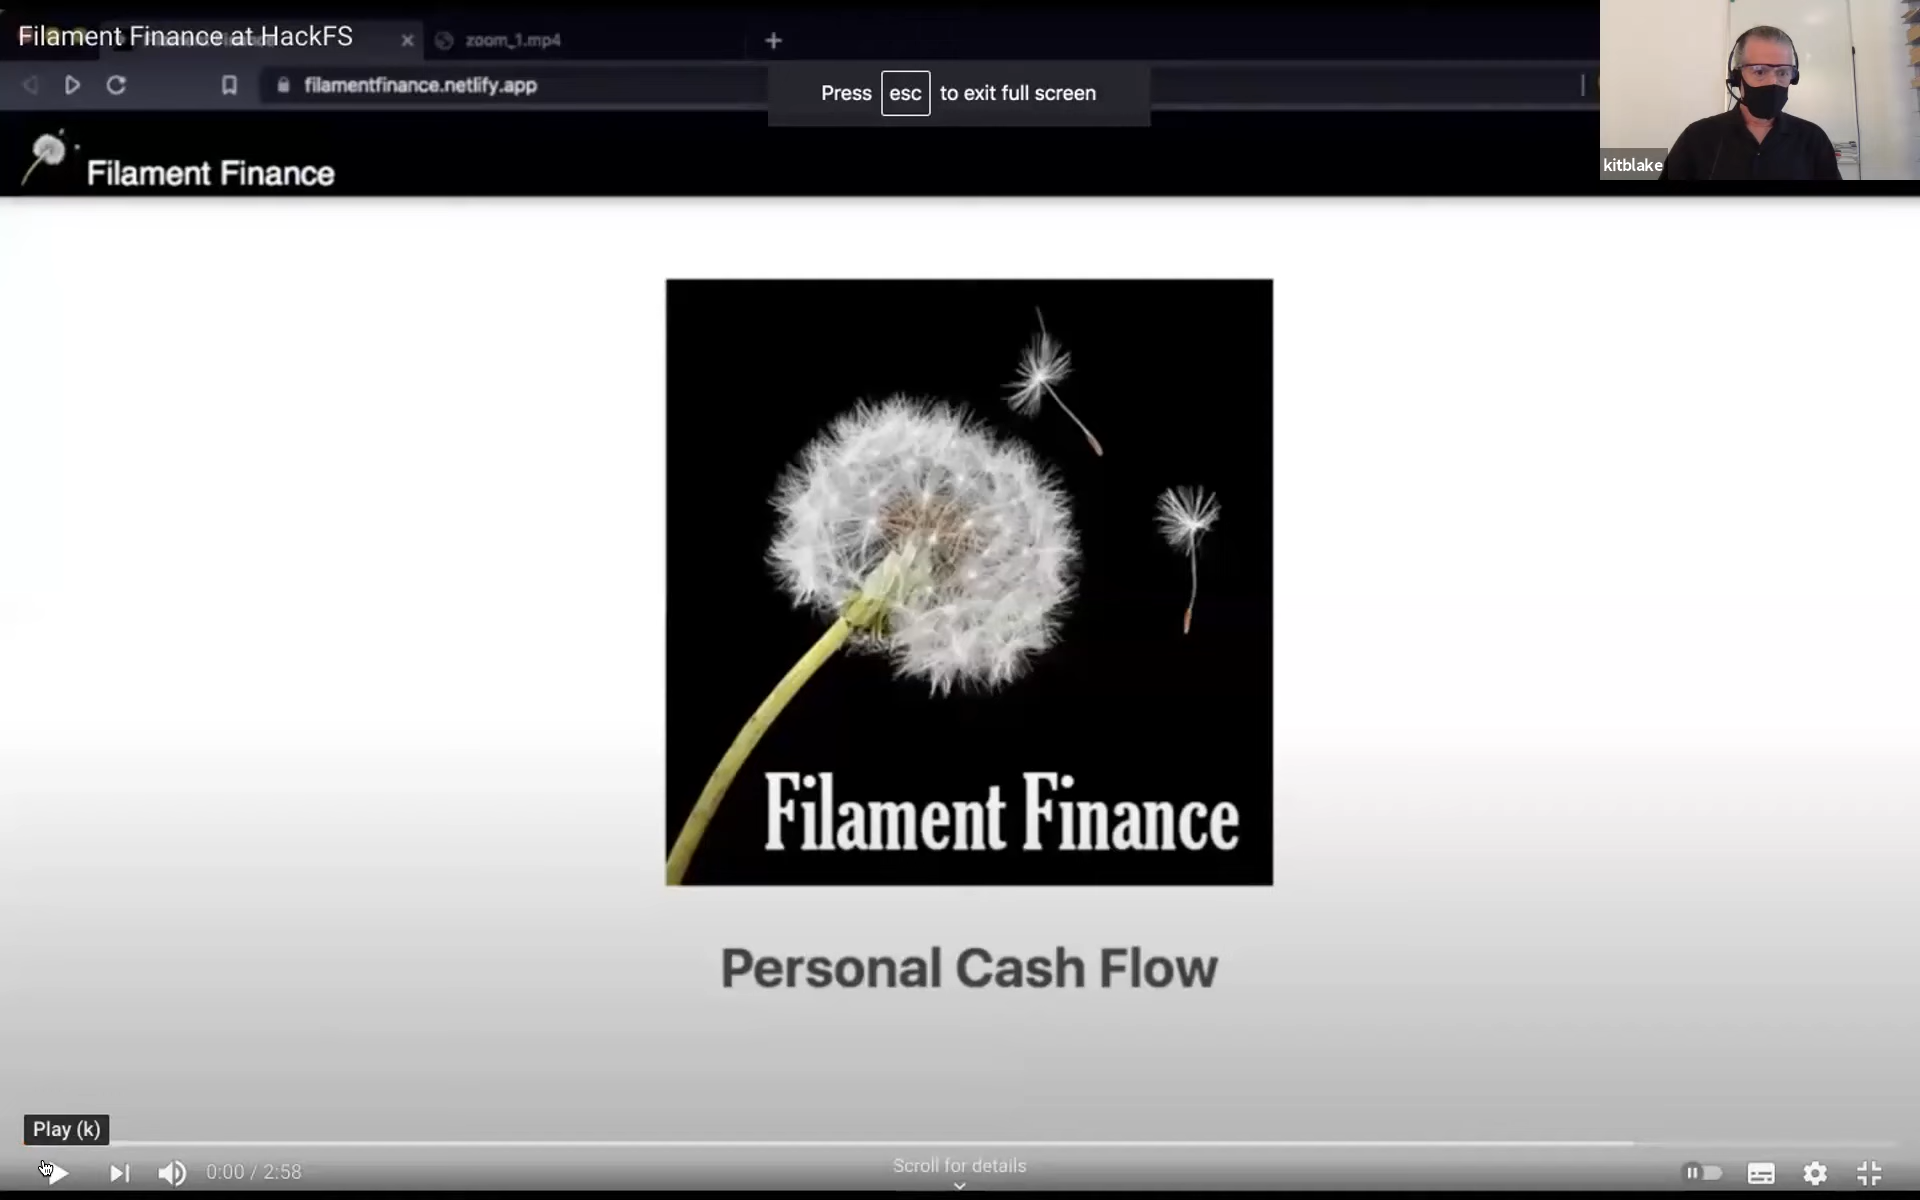 Filament Finance at HackFS
zoom_1.mp4
filamentfinance.netlify.app
Press esc to exit full screen
kitblake
Filament Finance
Filament Finance
Personal Cash Flow
Play (k)
0:00 / 2:58
Scroll for details